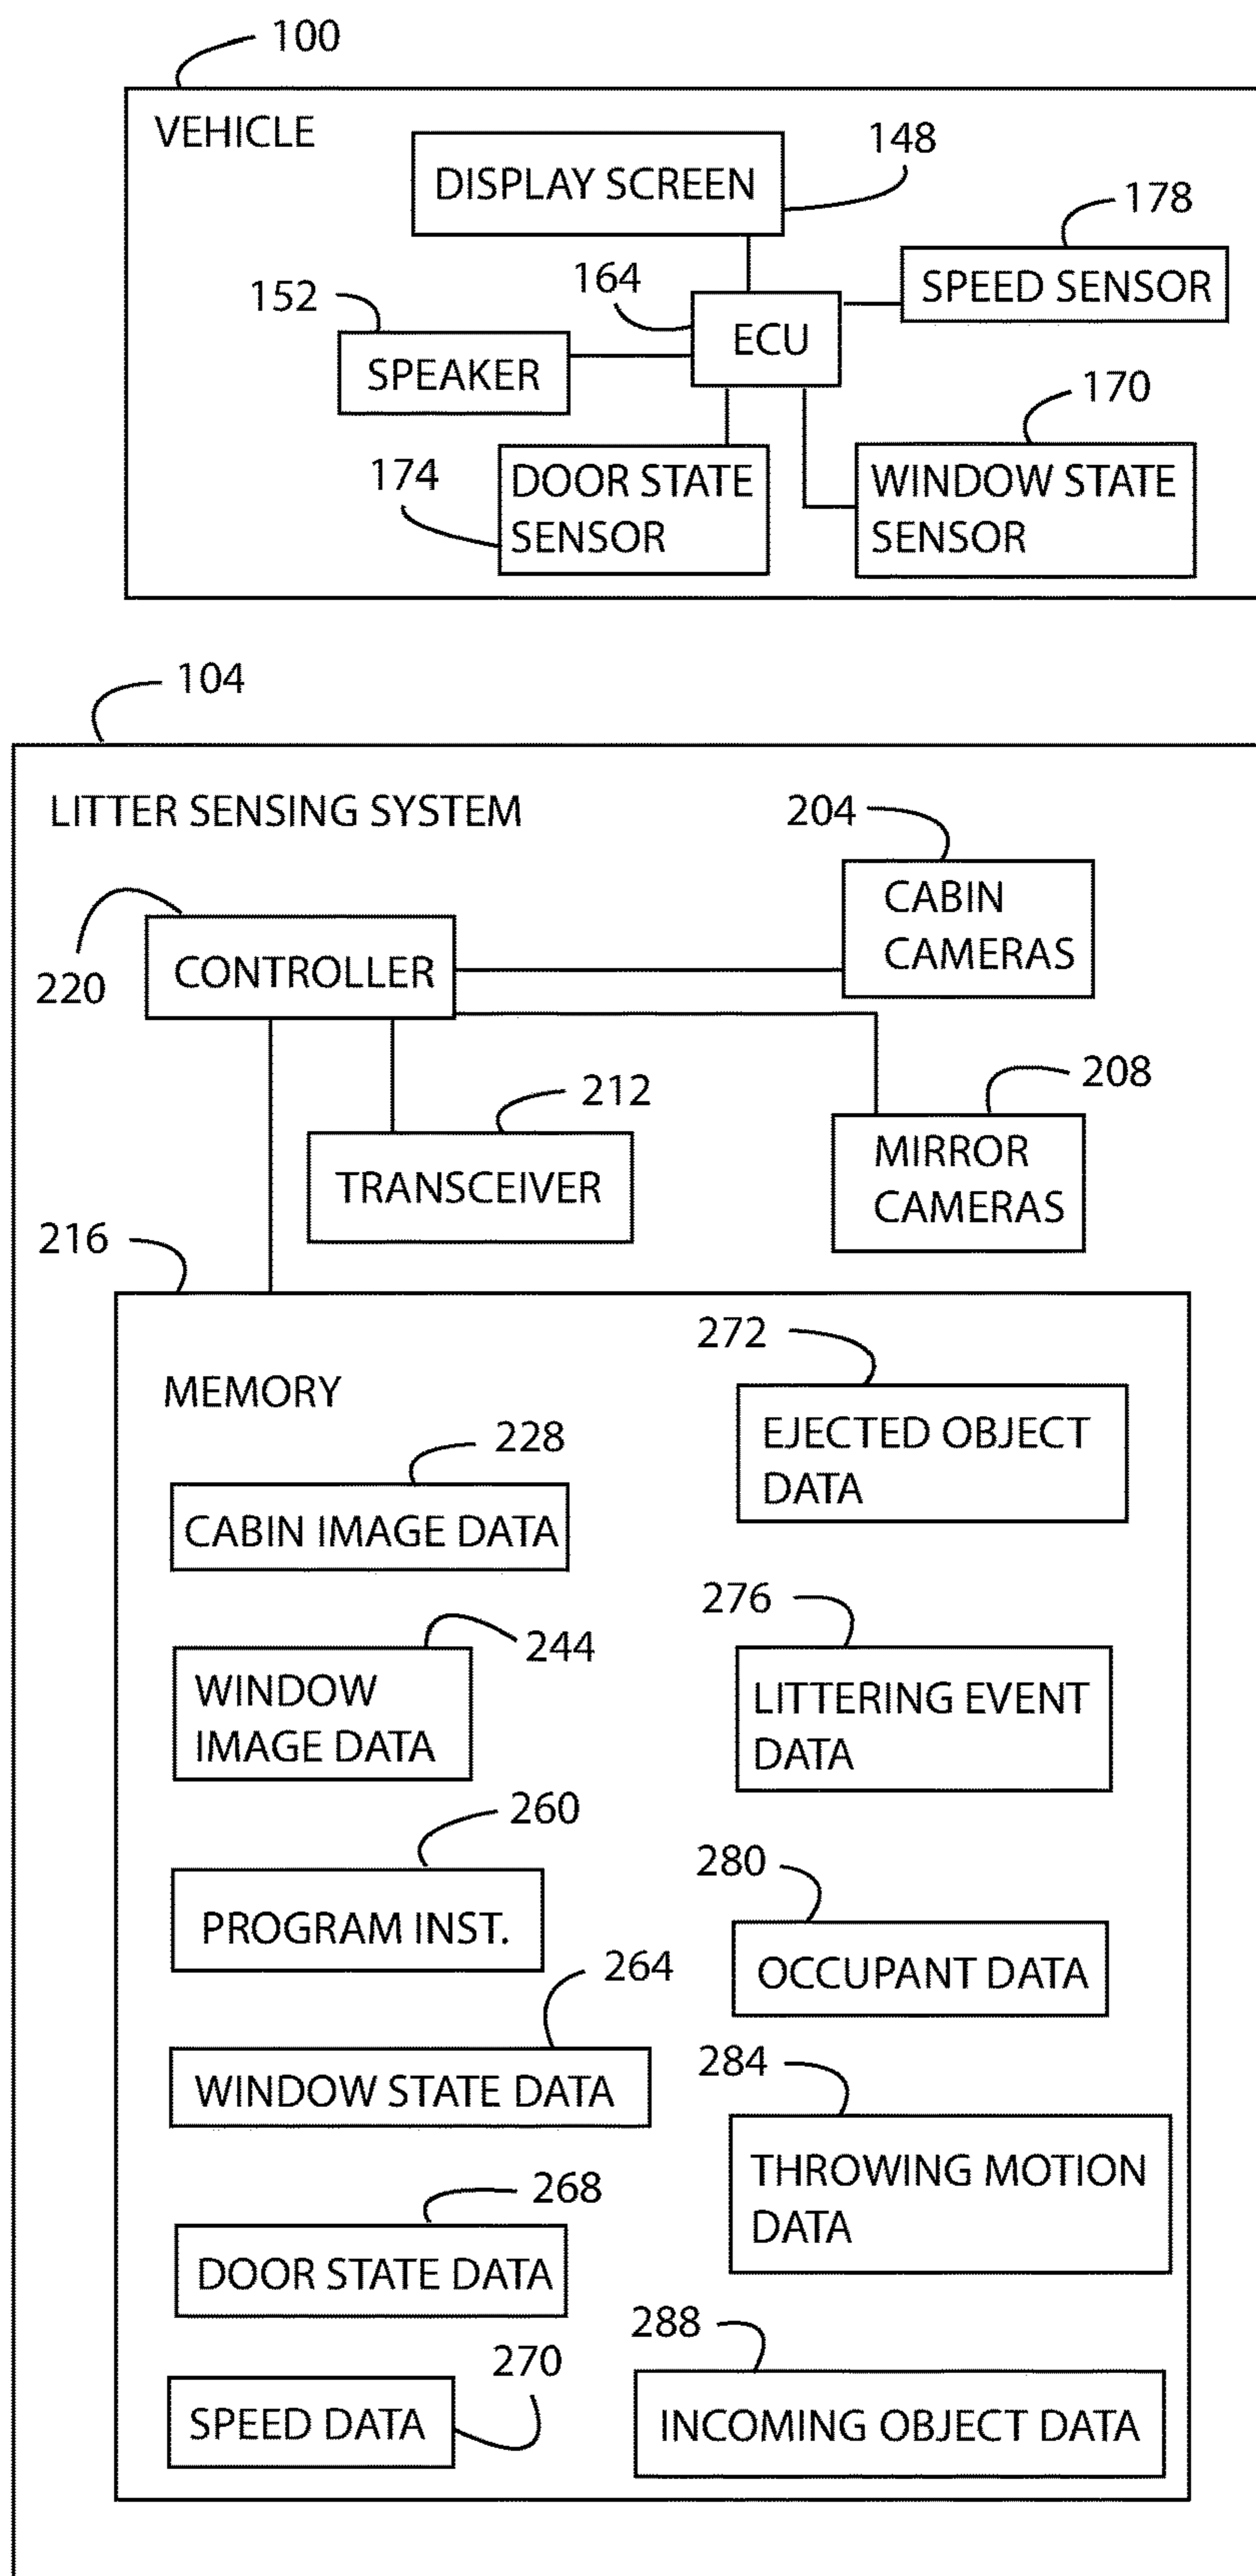 100
VEHICLE
148
DISPLAY SCREEN
178
164
SPEED SENSOR
152
ECU
SPEAKER
170
174
DOOR STATE
SENSOR
WINDOW STATE
SENSOR
104
LITTER SENSING SYSTEM
204
CABIN
CAMERAS
220
CONTROLLER
208
212
MIRROR
CAMERAS
TRANSCEIVER
216
272
MEMORY
EJECTED OBJECT
DATA
228
CABIN IMAGE DATA
276
244
WINDOW
IMAGE DATA
LITTERING EVENT
DATA
260
280
PROGRAM INST.
OCCUPANT DATA
264
284
WINDOW STATE DATA
THROWING MOTION
DATA
268
DOOR STATE DATA
288
270
SPEED DATA
INCOMING OBJECT DATA